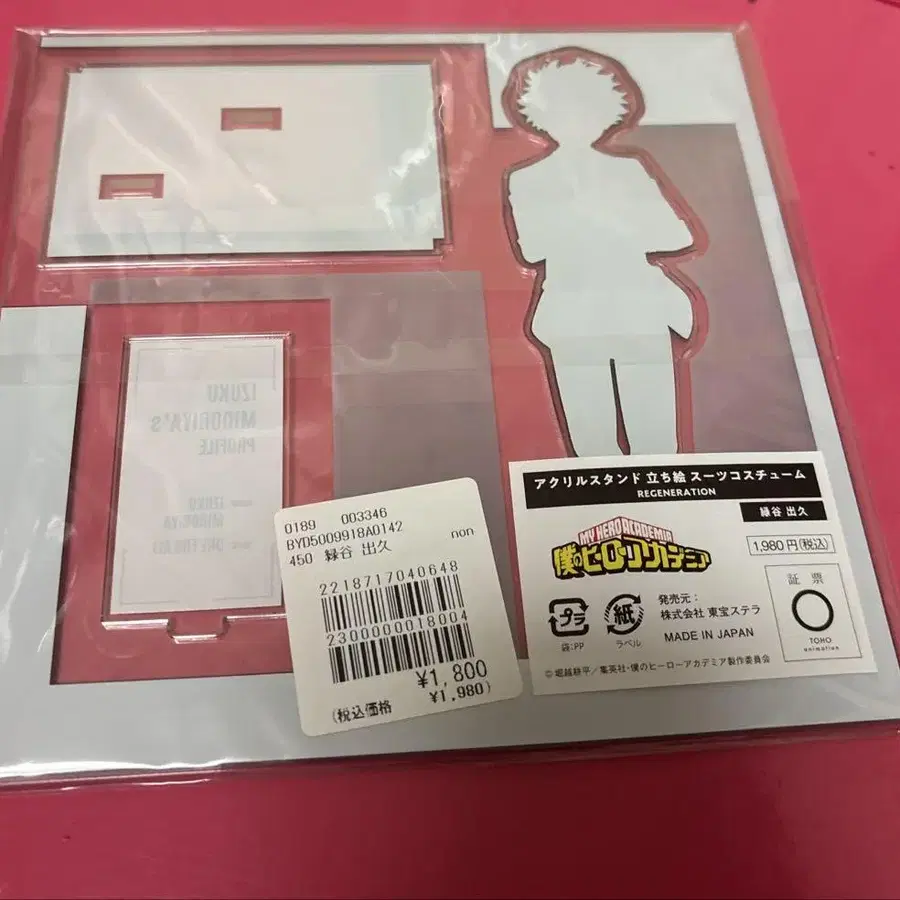 IZUKU
MIDORIYA's
PROFILE
IZUKU
MIDORIYA
0189 003346
BYD5009918A0142
450 緑谷 出久 non
2218717040648
2300000018004
¥1,800
(税込価格 ¥1,980)
アクリルスタンド 立ち絵 スーツコスチューム
REGENERATION
緑谷 出久
MY HERO ACADEMIA
僕のヒーローアカデミア
1,980円(税込)
プラ
袋:PP
紙
ラベル
発売元:
株式会社 東宝ステラ
MADE IN JAPAN
証票
TOHO
animation
©堀越耕平/集英社・僕のヒーローアカデミア製作委員会